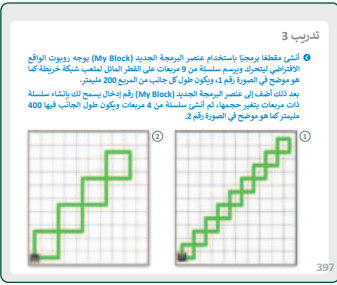 تدريب 3
أنشئ مقطعًا برمجيًا باستخدام عنصر البرمجة الجديد (My Block) يوجه روبوت الواقع
الافتراضي ليتحرك ويرسم سلسلة من 9 مربعات على القطر المائل لملعب شبكة خريطة كما
هو موضح في الصورة رقم 1، ويكون طول كل جانب من المربع 200 مليمتر.
بعد ذلك أضف إلى عنصر البرمجة الجديد (My Block) رقم إدخال يسمح لك بإنشاء سلسلة
ذات مربعات يتغير حجمها، ثم أنشئ سلسلة من 4 مربعات ويكون طول الجانب فيها 400
مليمتر كما هو موضح في الصورة رقم 2.
1
2
397